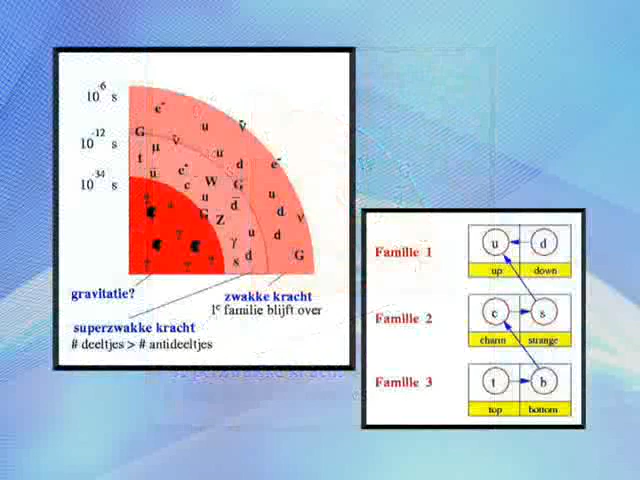 10⁻⁶ s
10⁻¹² s
10⁻³⁴ s
e⁻
u
ν̄
G
μ
ν̄
u
d
e⁻
t
ū
e⁻
c
W
G
u
d̄
u
G
Z
d
ν
u
d
γ
s
d
G
gravitatie?
zwakke kracht
1ᵉ familie blijft over
superzwakke kracht
# deeltjes > # antideeltjes
Familie 1
u
d
up
down
Familie 2
c
s
charm
strange
Familie 3
t
b
top
bottom